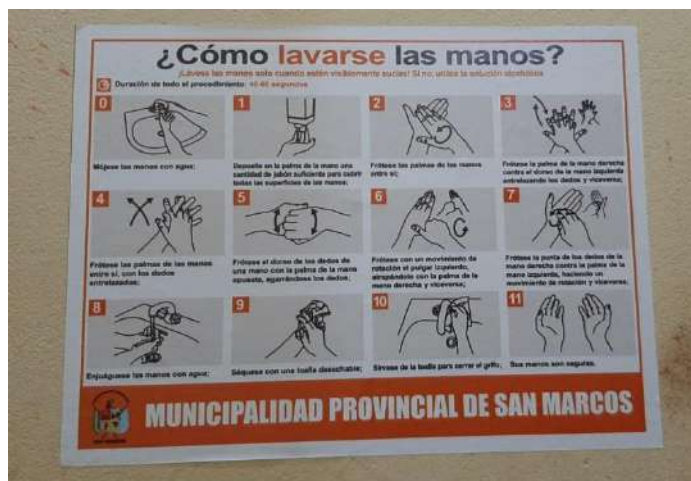 ¿Cómo lavarse las manos?
¡Lávese las manos solo cuando estén visiblemente sucias! Si no, utilice la solución alcohólica
Duración de todo el procedimiento: 40-60 segundos
0
Mójese las manos con agua;
1
Deposite en la palma de la mano una
cantidad de jabón suficiente para cubrir
todas las superficies de las manos;
2
Frótese las palmas de las manos
entre sí;
3
Frótese la palma de la mano derecha
contra el dorso de la mano izquierda
entrelazando los dedos y viceversa;
4
Frótese las palmas de las manos
entre sí, con los dedos
entrelazados;
5
Frótese el dorso de los dedos de
una mano con la palma de la mano
opuesta, agarrándose los dedos;
6
Frótese con un movimiento de
rotación el pulgar izquierdo,
atrapándolo con la palma de la
mano derecha y viceversa;
7
Frótese la punta de los dedos de la
mano derecha contra la palma de la
mano izquierda, haciendo un
movimiento de rotación y viceversa;
8
Enjuáguese las manos con agua;
9
Séquese con una toalla desechable;
10
Sírvase de la toalla para cerrar el grifo;
11
Sus manos son seguras.
MUNICIPALIDAD PROVINCIAL DE SAN MARCOS